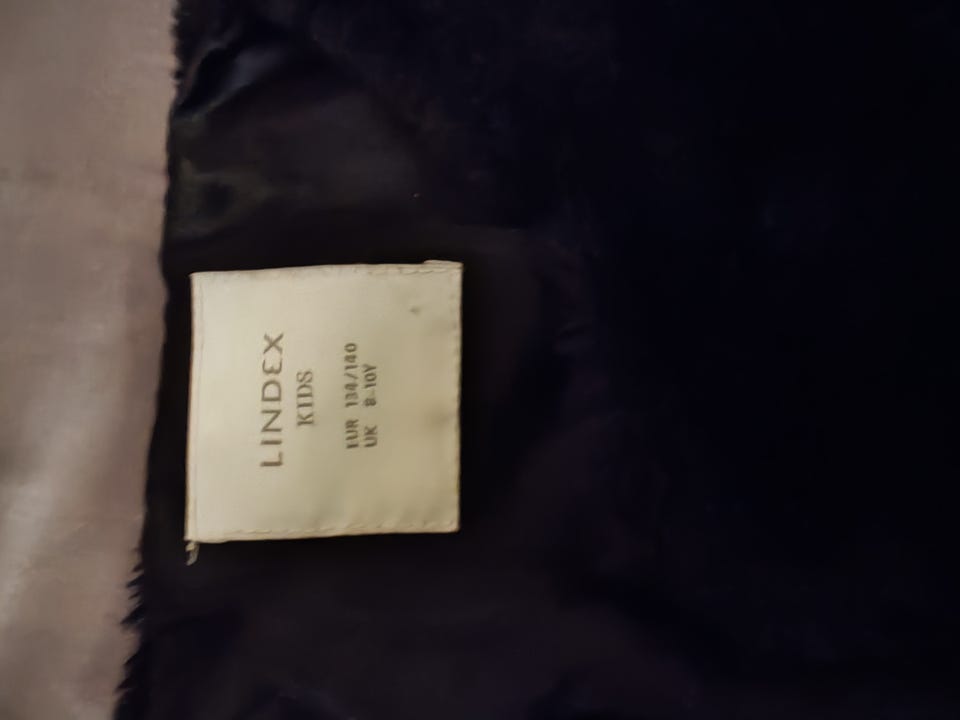 LINDEX
KIDS
EUR 134/140
UK 8-10Y